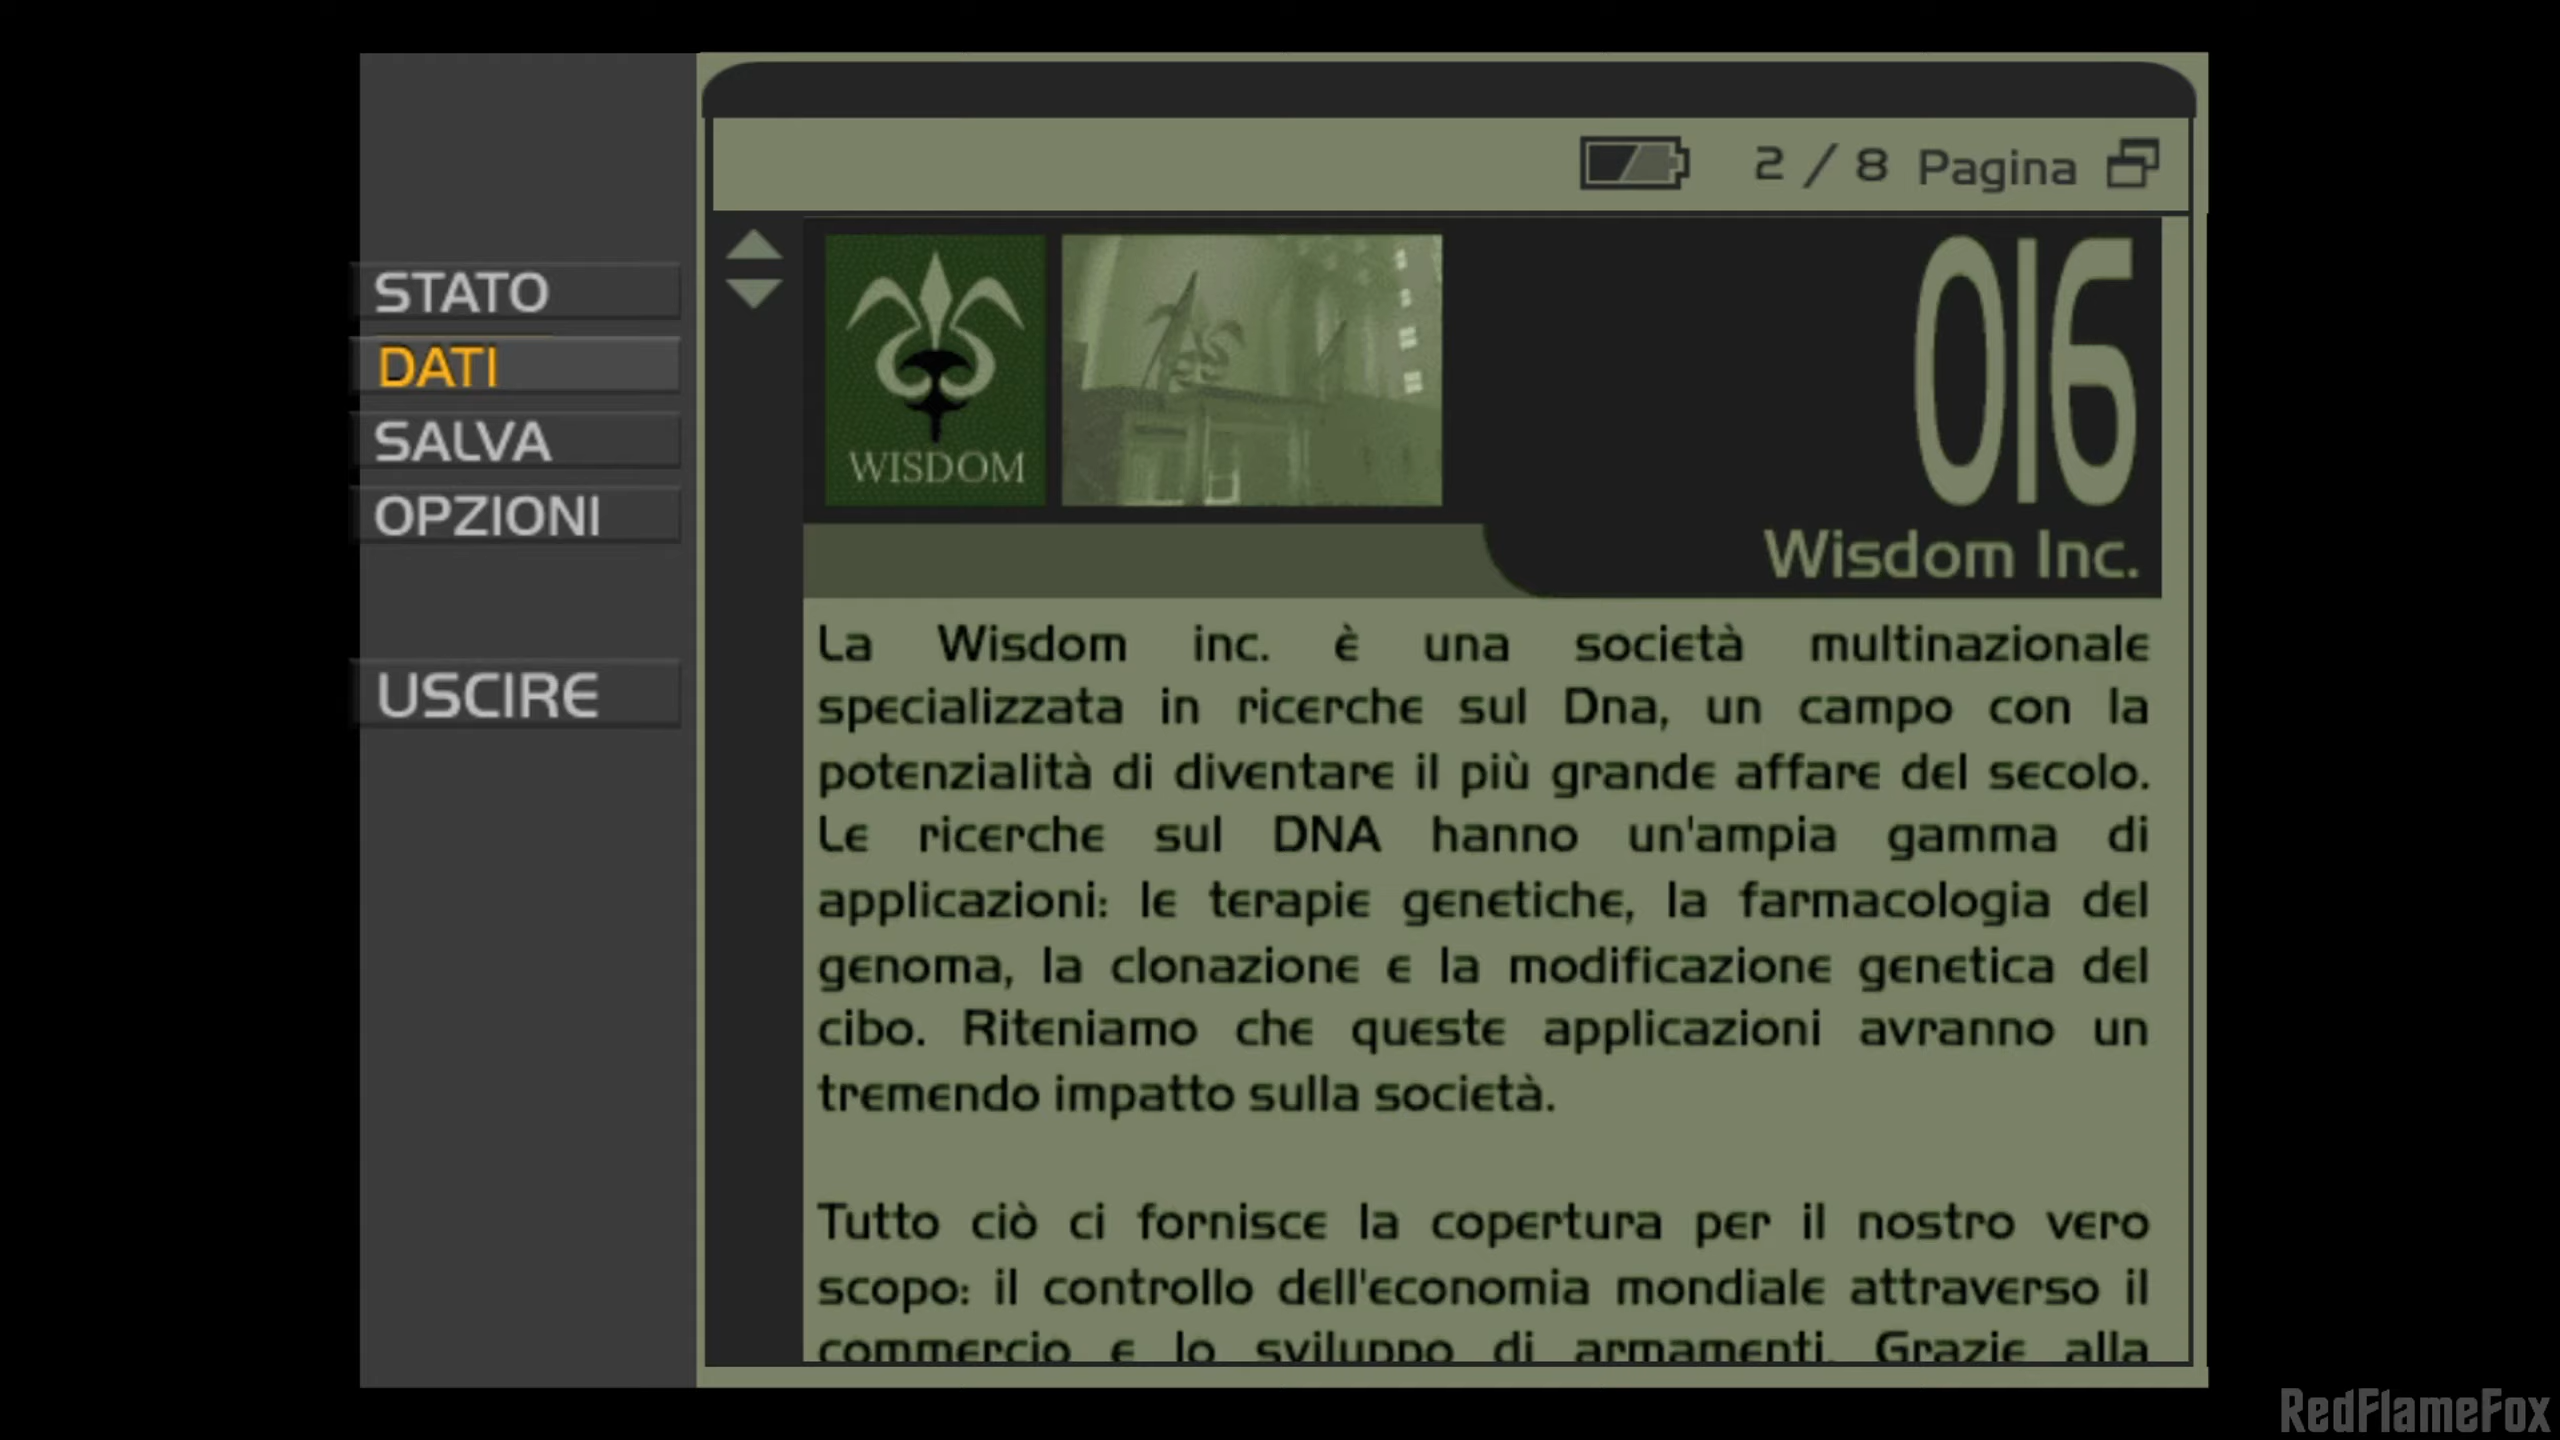 2 / 8 Pagina
STATO
DATI
SALVA
OPZIONI
USCIRE
WISDOM
016
Wisdom Inc.
La Wisdom inc. è una società multinazionale
specializzata in ricerche sul Dna, un campo con la
potenzialità di diventare il più grande affare del secolo.
Le ricerche sul DNA hanno un'ampia gamma di
applicazioni: le terapie genetiche, la farmacologia del
genoma, la clonazione e la modificazione genetica del
cibo. Riteniamo che queste applicazioni avranno un
tremendo impatto sulla società.
Tutto ciò ci fornisce la copertura per il nostro vero
scopo: il controllo dell'economia mondiale attraverso il
commercio e lo sviluppo di armamenti. Grazie alla
RedFlameFox